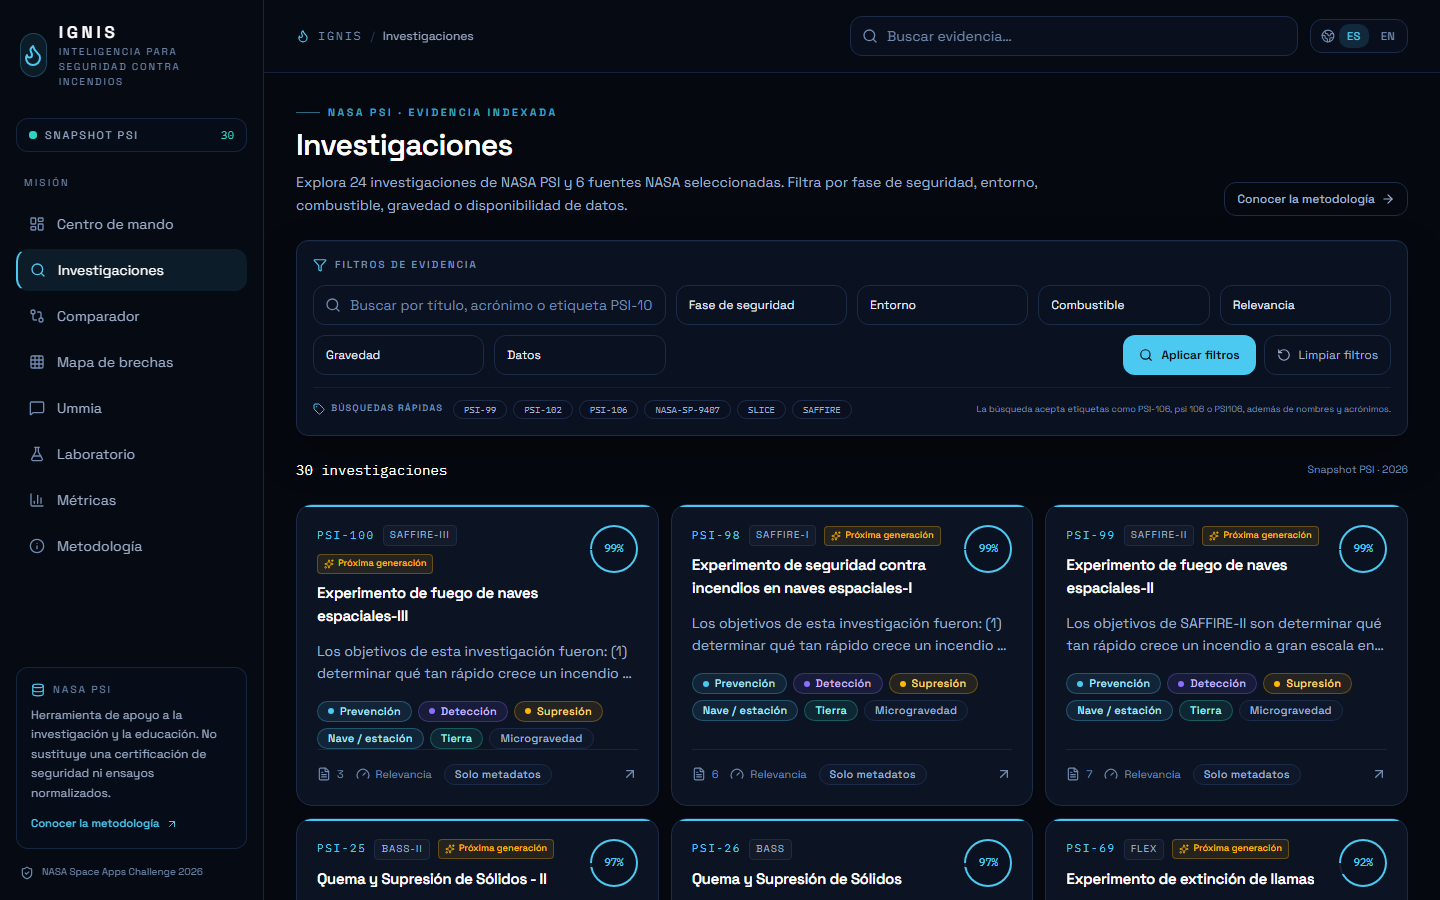 IGNIS
INTELIGENCIA PARA
SEGURIDAD CONTRA
INCENDIOS
SNAPSHOT PSI 30
MISIÓN
Centro de mando
Investigaciones
Comparador
Mapa de brechas
Ummia
Laboratorio
Métricas
Metodología
NASA PSI
Herramienta de apoyo a la
investigación y la educación. No
sustituye una certificación de
seguridad ni ensayos
normalizados.
Conocer la metodología
NASA Space Apps Challenge 2026
IGNIS / Investigaciones
Buscar evidencia...
ES EN
NASA PSI · EVIDENCIA INDEXADA
Investigaciones
Explora 24 investigaciones de NASA PSI y 6 fuentes NASA seleccionadas. Filtra por fase de seguridad, entorno,
combustible, gravedad o disponibilidad de datos.
Conocer la metodología
FILTROS DE EVIDENCIA
Buscar por título, acrónimo o etiqueta PSI-10
Fase de seguridad
Entorno
Combustible
Relevancia
Gravedad
Datos
Aplicar filtros
Limpiar filtros
BÚSQUEDAS RÁPIDAS PSI-99 PSI-102 PSI-106 NASA-SP-9407 SLICE SAFFIRE
La búsqueda acepta etiquetas como PSI-106, psi 106 o PSI106, además de nombres y acrónimos.
30 investigaciones
Snapshot PSI · 2026
PSI-100 SAFFIRE-III
Próxima generación
99%
Experimento de fuego de naves
espaciales-III
Los objetivos de esta investigación fueron: (1)
determinar qué tan rápido crece un incendio ...
Prevención Detección Supresión
Nave / estación Tierra Microgravedad
3 Relevancia Solo metadatos
PSI-98 SAFFIRE-I Próxima generación
99%
Experimento de seguridad contra
incendios en naves espaciales-I
Los objetivos de esta investigación fueron: (1)
determinar qué tan rápido crece un incendio ...
Prevención Detección Supresión
Nave / estación Tierra Microgravedad
6 Relevancia Solo metadatos
PSI-99 SAFFIRE-II Próxima generación
99%
Experimento de fuego de naves
espaciales-II
Los objetivos de SAFFIRE-II son determinar qué
tan rápido crece un incendio a gran escala en...
Prevención Detección Supresión
Nave / estación Tierra Microgravedad
7 Relevancia Solo metadatos
PSI-25 BASS-II Próxima generación
97%
Quema y Supresión de Sólidos - II
PSI-26 BASS
97%
Quema y Supresión de Sólidos
PSI-69 FLEX Próxima generación
92%
Experimento de extinción de llamas